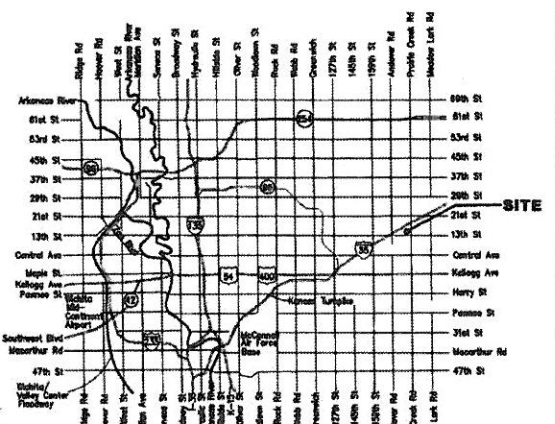 Ridge Rd
Hoover Rd
West St
Arkansas River
Meridian Ave
Seneca St
Broadway St
Hydraulic St
Hillside St
Oliver St
Woodlawn St
Rock Rd
Webb Rd
Greenwich
127th St
143th St
159th St
Andover Rd
Prairie Creek Rd
Meadow Lark Rd
Arkansas River
61st St
53rd St
45th St
37th St
29th St
21st St
13th St
Central Ave
Maple St
Kellogg Ave
Pawnee St
Wichita
Mid-
Continent
Airport
Southwest Blvd
Macarthur Rd
47th St
Wichita/
Valley Center
Floodway
69th St
61st St
53rd St
45th St
37th St
29th St
21st St
13th St
Central Ave
Kellogg Ave
Harry St
Pawnee St
31st St
Macarthur Rd
47th St
SITE
254
96
96
135
35
54
400
42
235
Kansas Turnpike
McConnell
Air Force
Base
K-15
127th St